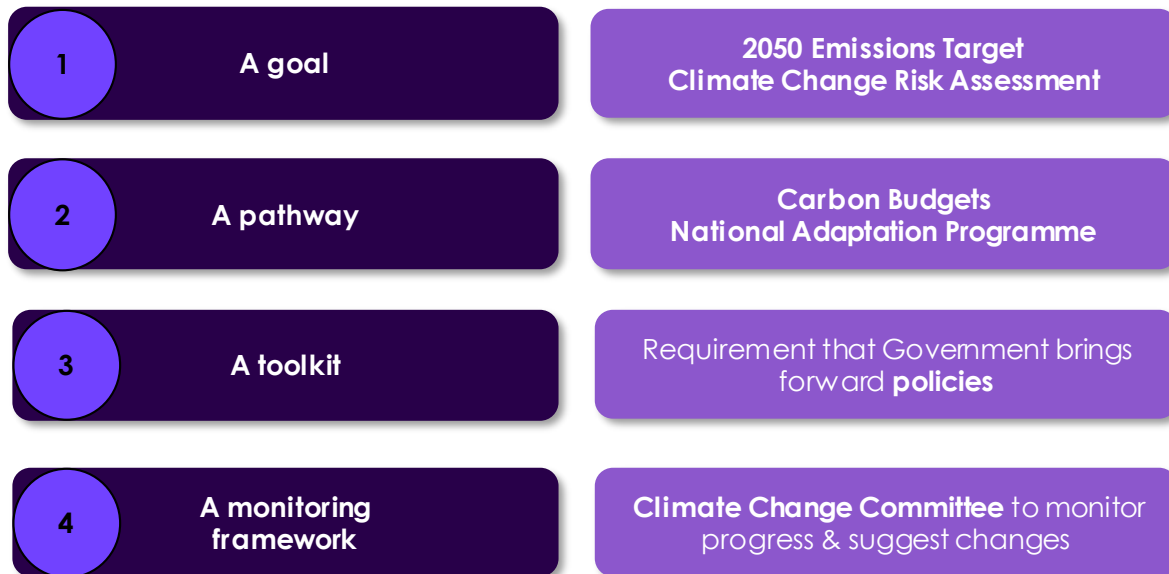 1
A goal
2050 Emissions Target
Climate Change Risk Assessment
2
A pathway
Carbon Budgets
National Adaptation Programme
3
A toolkit
Requirement that Government brings
forward policies
4
A monitoring
framework
Climate Change Committee to monitor
progress & suggest changes